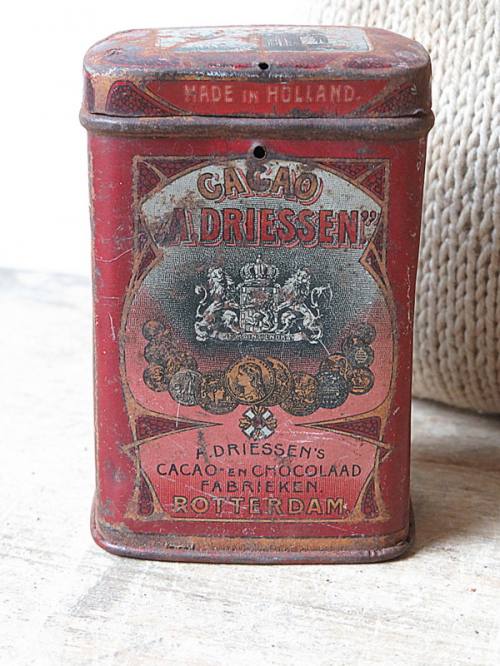 MADE IN HOLLAND.
CACAO
"A.DRIESSEN"
A.DRIESSEN'S
CACAO- EN CHOCOLAAD
FABRIEKEN.
ROTTERDAM